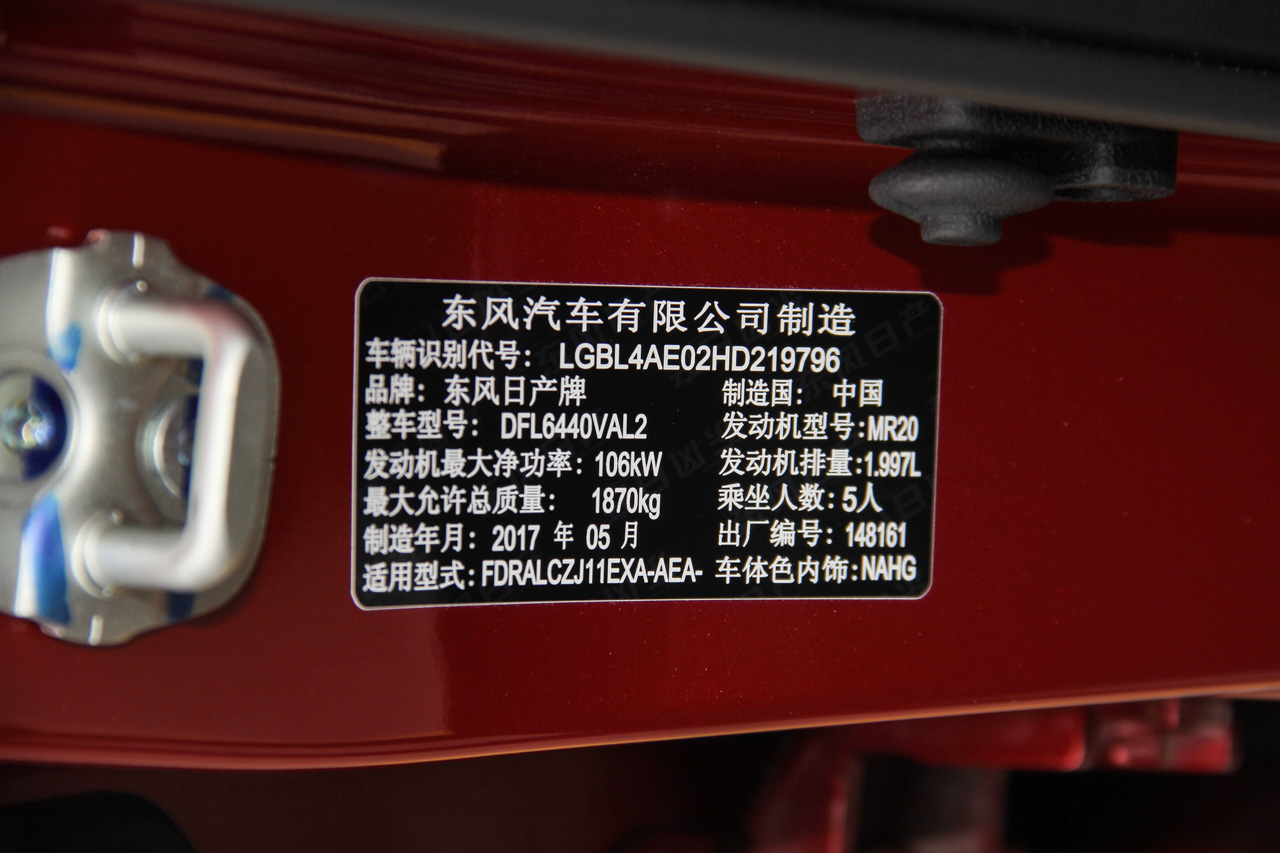 东风汽车有限公司制造
车辆识别代号: LGBL4AE02HD219796
品牌: 东风日产牌 制造国: 中国
整车型号: DFL6440VAL2 发动机型号:MR20
发动机最大净功率: 106kW 发动机排量:1.997L
最大允许总质量: 1870kg 乘坐人数: 5人
制造年月: 2017 年 05 月 出厂编号: 148161
适用型式: FDRALCZJ11EXA-AEA- 车体色内饰:NAHG